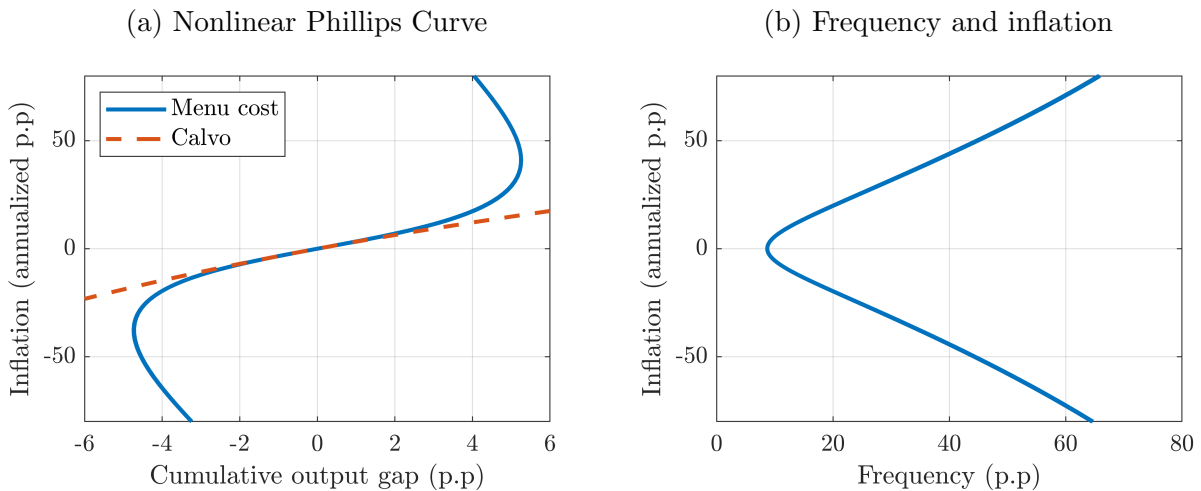 (a) Nonlinear Phillips Curve
Inflation (annualized p.p)
50
0
-50
Menu cost
Calvo
-6
-4
-2
0
2
4
6
Cumulative output gap (p.p)
(b) Frequency and inflation
Inflation (annualized p.p)
50
0
-50
0
20
40
60
80
Frequency (p.p)